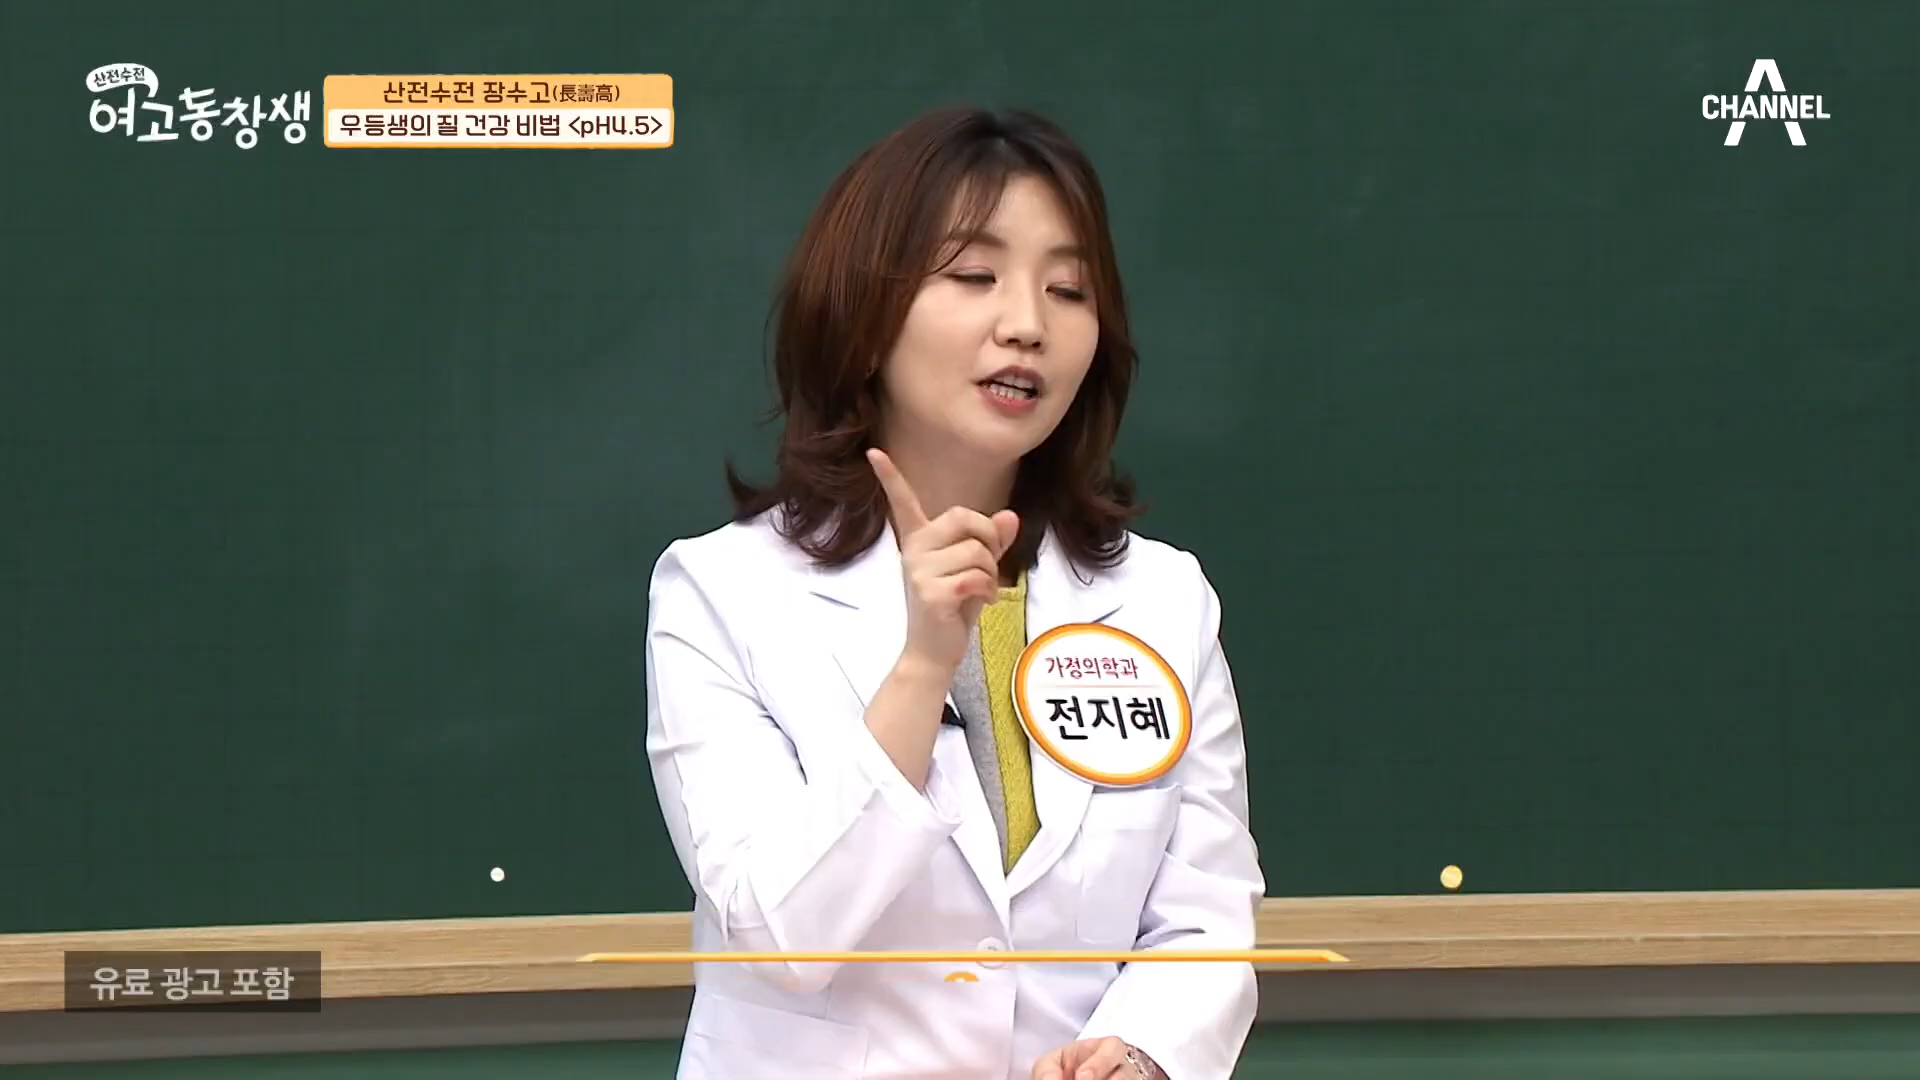 산전수전
여고동창생
산전수전 장수고(長壽高)
우등생의 질 건강 비법 <pH4.5>
CHANNEL A
가정의학과
전지혜
유료 광고 포함